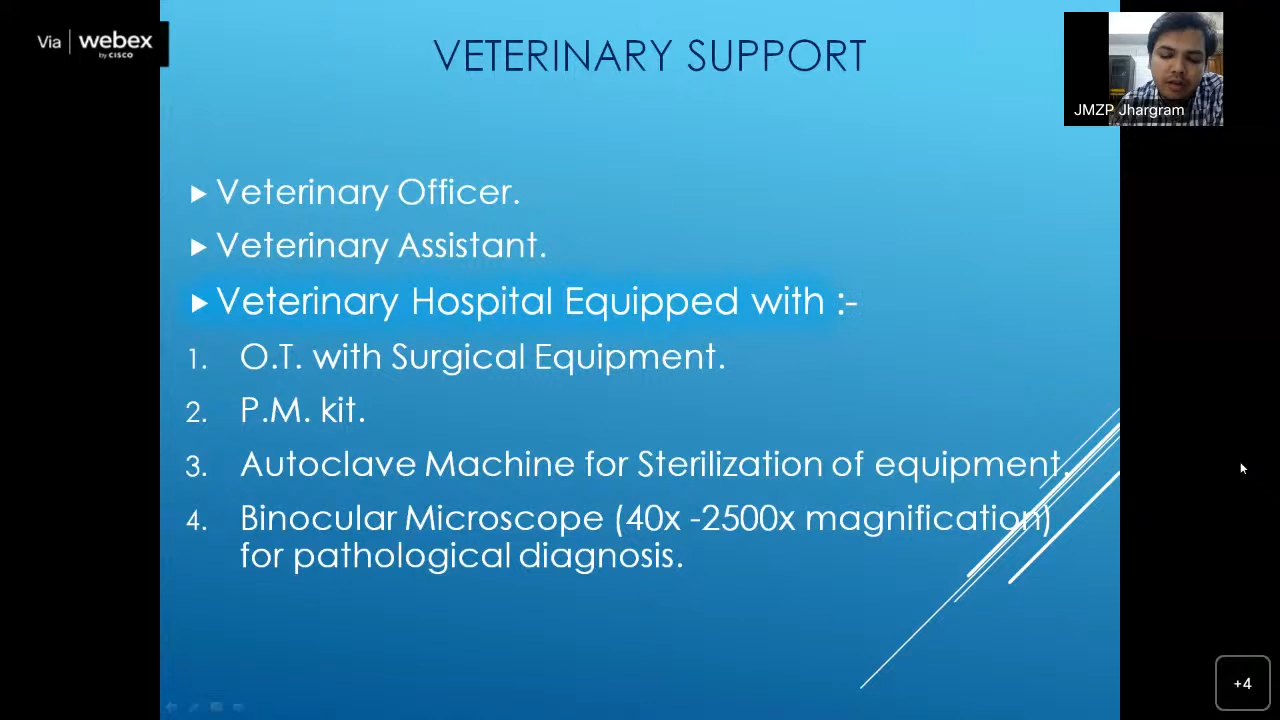 Via webex
by CISCO
VETERINARY SUPPORT
JMZP Jhargram
Veterinary Officer.
Veterinary Assistant.
Veterinary Hospital Equipped with :-
1. O.T. with Surgical Equipment.
2. P.M. kit.
3. Autoclave Machine for Sterilization of equipment.
4. Binocular Microscope (40x -2500x magnification)
for pathological diagnosis.
+4